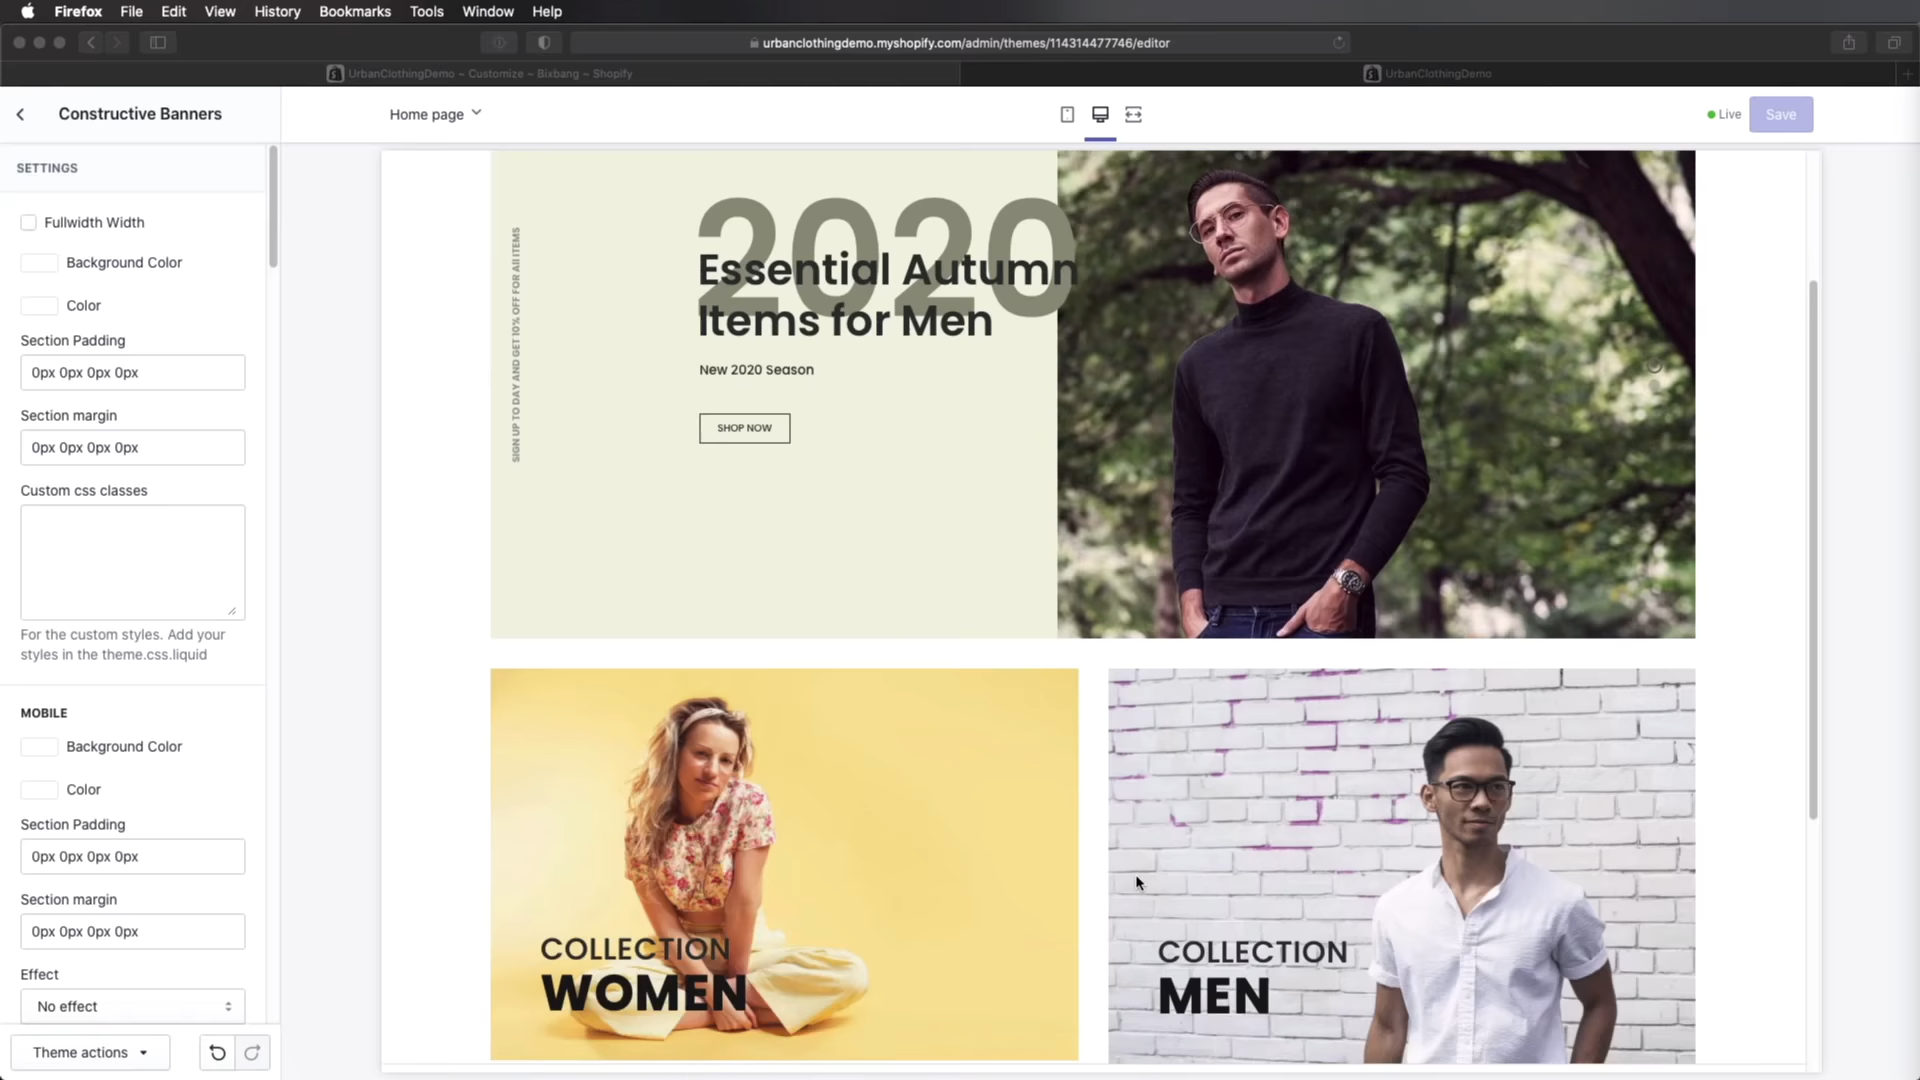 Firefox File Edit View History Bookmarks Tools Window Help
urbanclothingdemo.myshopify.com/admin/themes/114314477746/editor
UrbanClothingDemo ~ Customize ~ Bixbang ~ Shopify
UrbanClothingDemo
Constructive Banners
Home page
Live
Save
SETTINGS
Fullwidth Width
Background Color
Color
Section Padding
0px 0px 0px 0px
Section margin
0px 0px 0px 0px
Custom css classes
For the custom styles. Add your
styles in the theme.css.liquid
MOBILE
Background Color
Color
Section Padding
0px 0px 0px 0px
Section margin
0px 0px 0px 0px
Effect
No effect
Theme actions
SIGN UP TO DAY AND GET 10% OFF FOR All ITEMS
2020
Essential Autumn
Items for Men
New 2020 Season
SHOP NOW
COLLECTION
WOMEN
COLLECTION
MEN